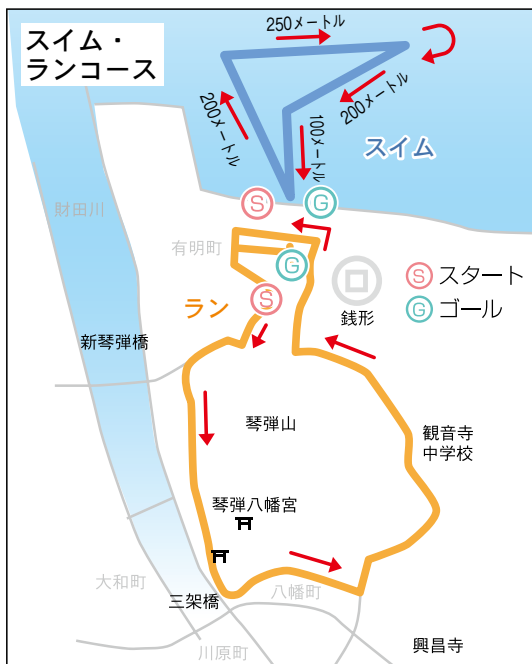 スイム・
ランコース
250メートル
200メートル
200メートル
100メートル
スイム
S
G
財田川
有明町
G
S スタート
ラン
S
G ゴール
銭形
新琴弾橋
琴弾山
観音寺
中学校
琴弾八幡宮
大和町
三架橋
八幡町
川原町
興昌寺